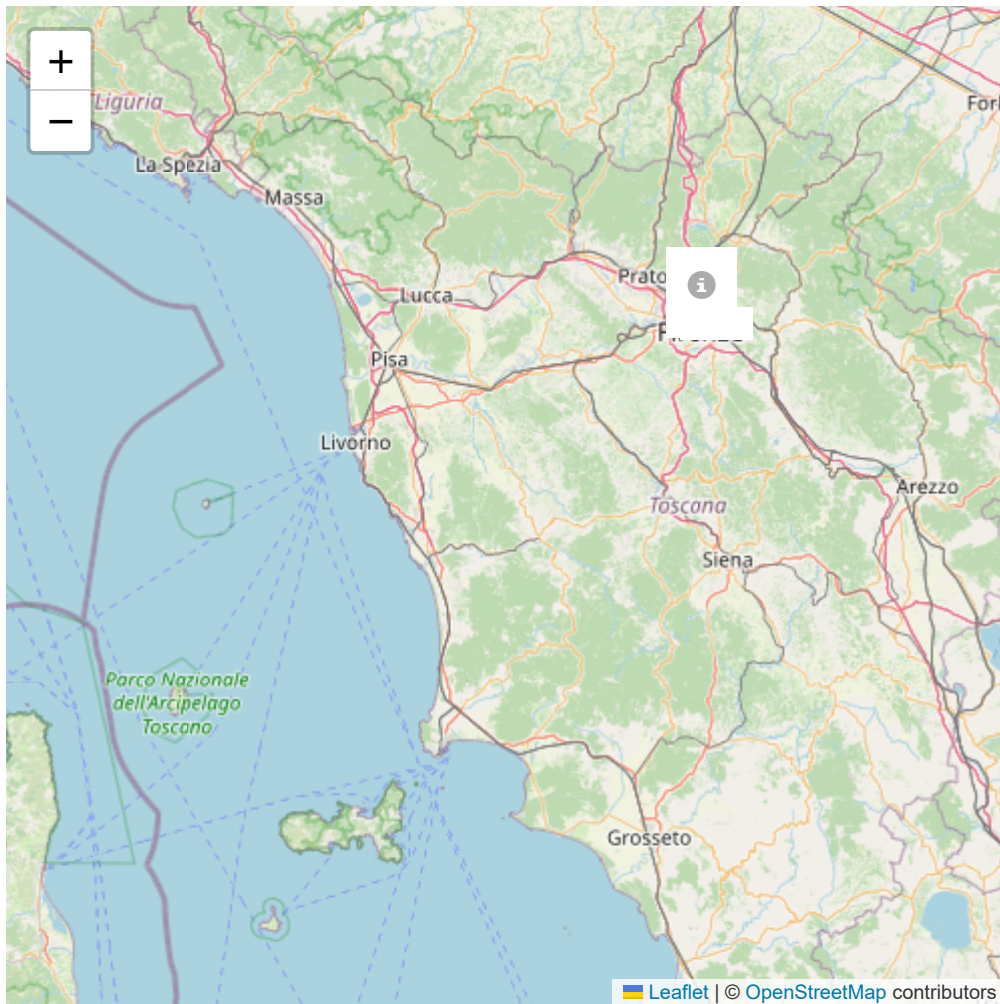 +
−
Liguria
Forl
La Spezia
Massa
Prato
i
Lucca
Pisa
Livorno
Arezzo
Toscana
Siena
Parco Nazionale
dell'Arcipelago
Toscano
Grosseto
Leaflet | © OpenStreetMap contributors